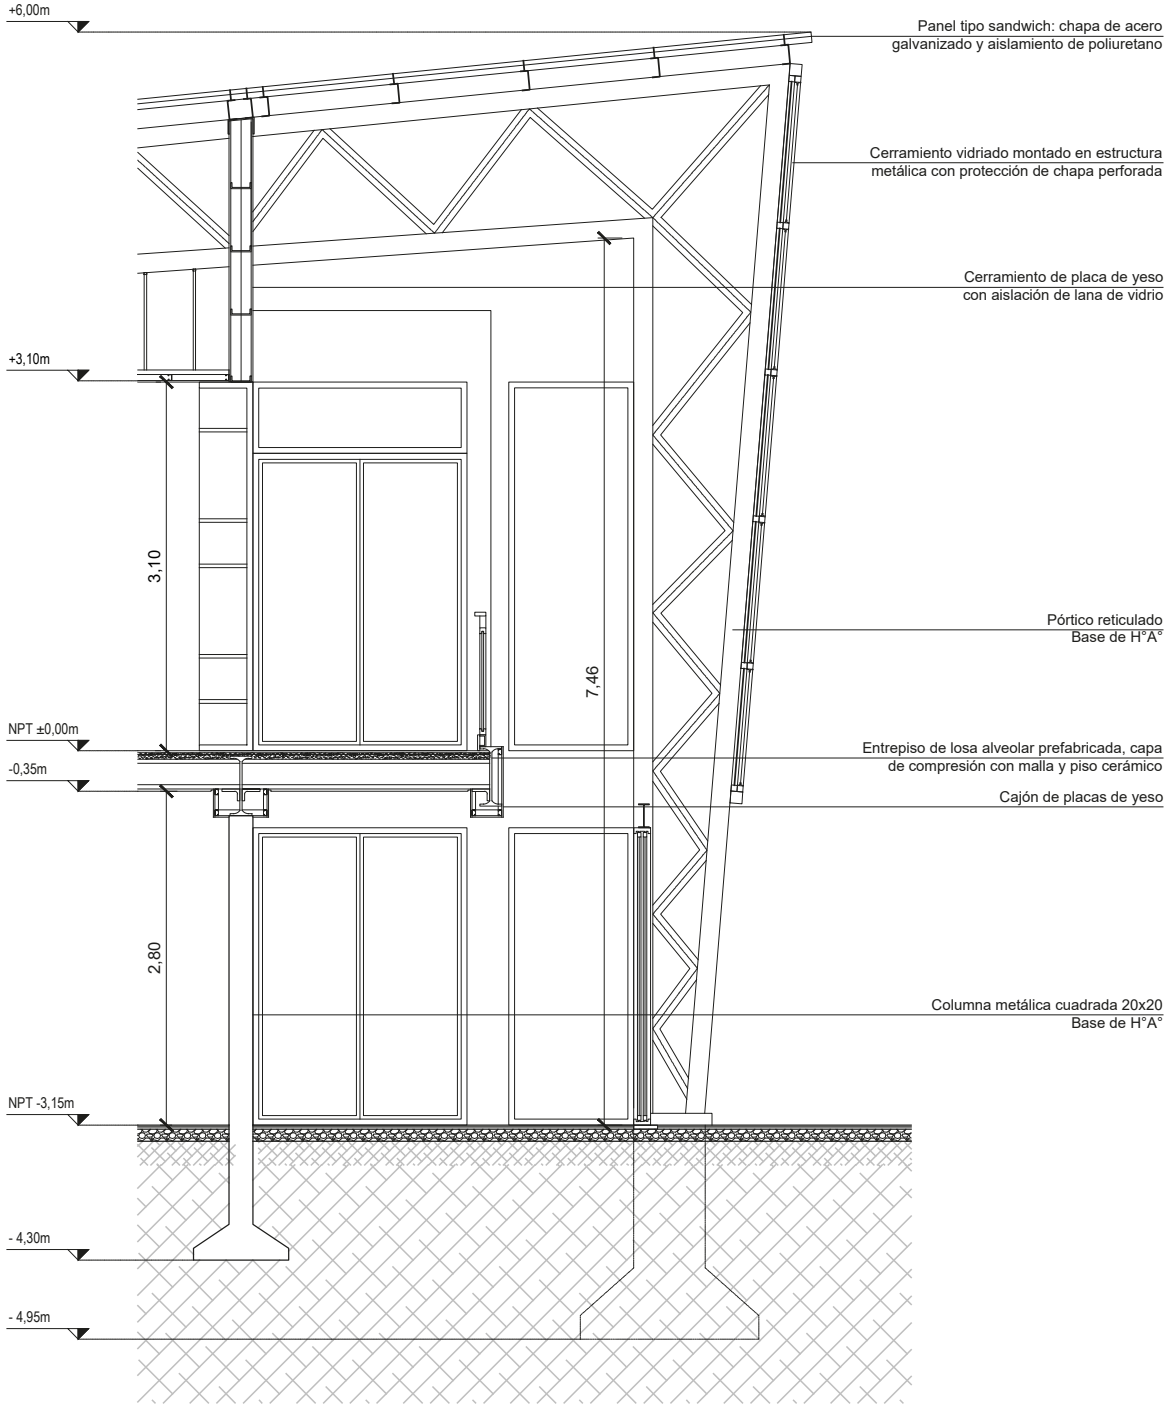 +6,00m
Panel tipo sandwich: chapa de acero
galvanizado y aislamiento de poliuretano
Cerramiento vidriado montado en estructura
metálica con protección de chapa perforada
Cerramiento de placa de yeso
con aislación de lana de vidrio
+3,10m
3,10
7,46
Pórtico reticulado
Base de H°A°
NPT ±0,00m
Entrepiso de losa alveolar prefabricada, capa
de compresión con malla y piso cerámico
-0,35m
Cajón de placas de yeso
2,80
Columna metálica cuadrada 20x20
Base de H°A°
NPT -3,15m
- 4,30m
- 4,95m